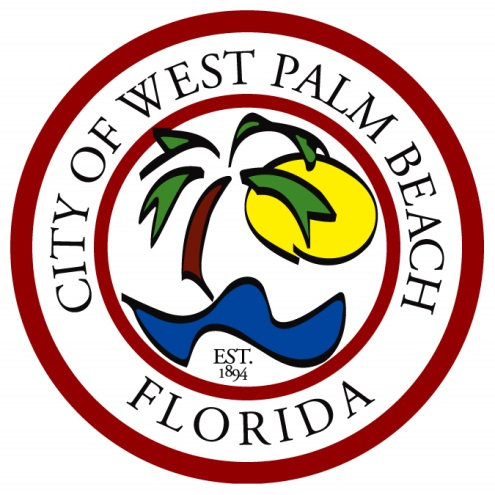 CITY OF WEST PALM BEACH
EST.
1894
FLORIDA